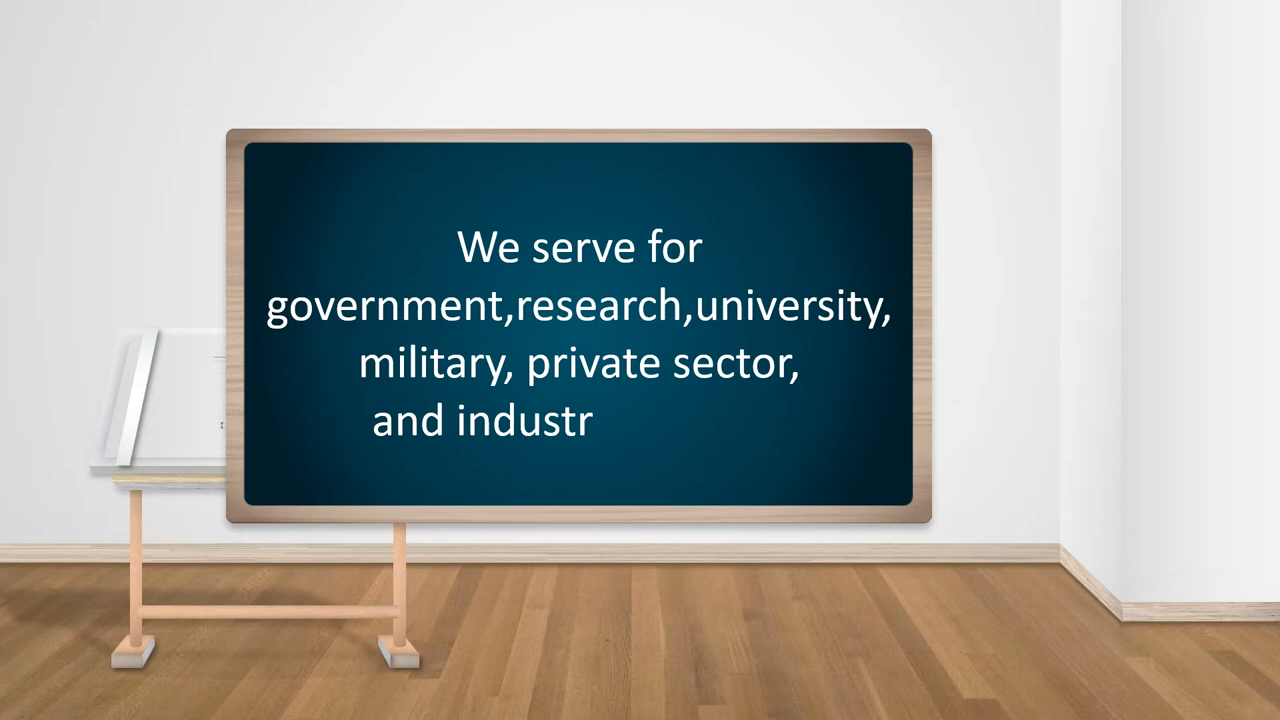 We serve for
government,research,university,
military, private sector,
and industr